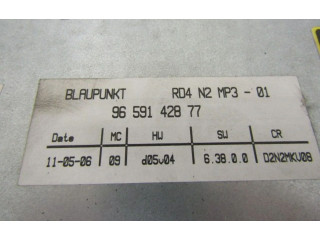 BLAUPUNKT RD4 N2 MP3 - 01
96 591 428 77
Date MC HW SW CR
11-05-06 09 d05v04 6.38.0.0 D2N2MKV08